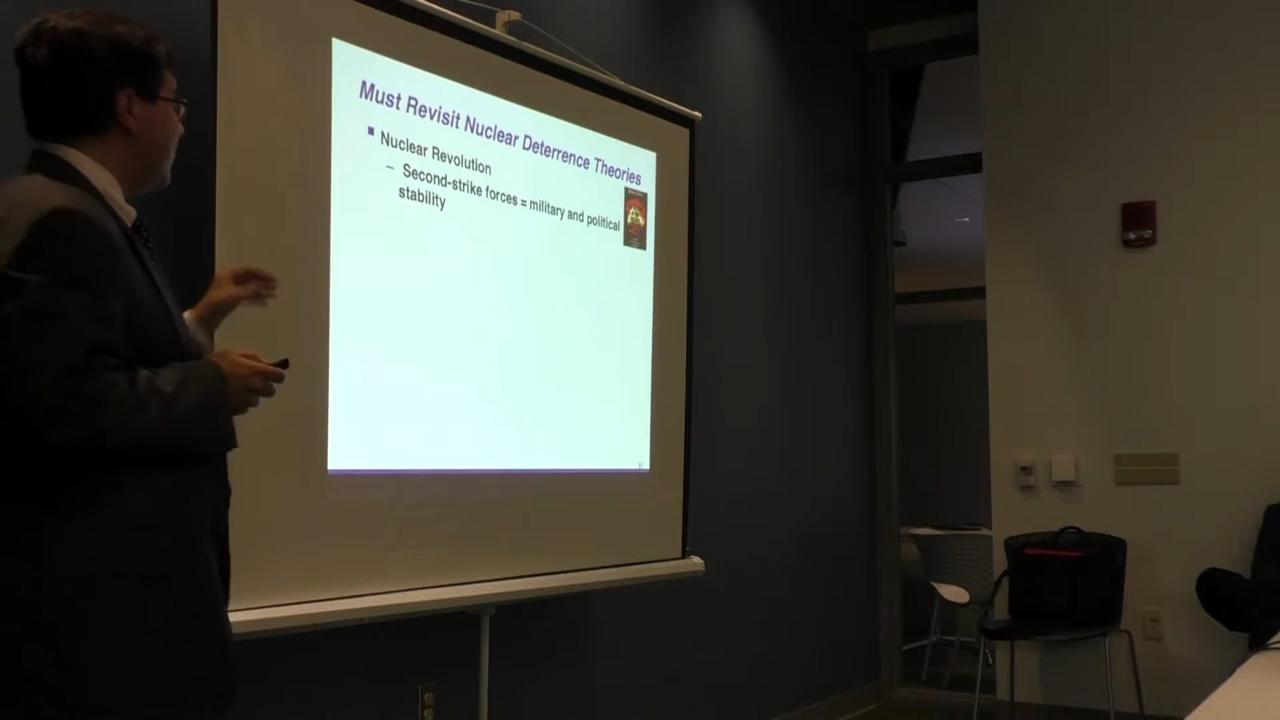 Must Revisit Nuclear Deterrence Theories
Nuclear Revolution
– Second-strike forces = military and political
stability